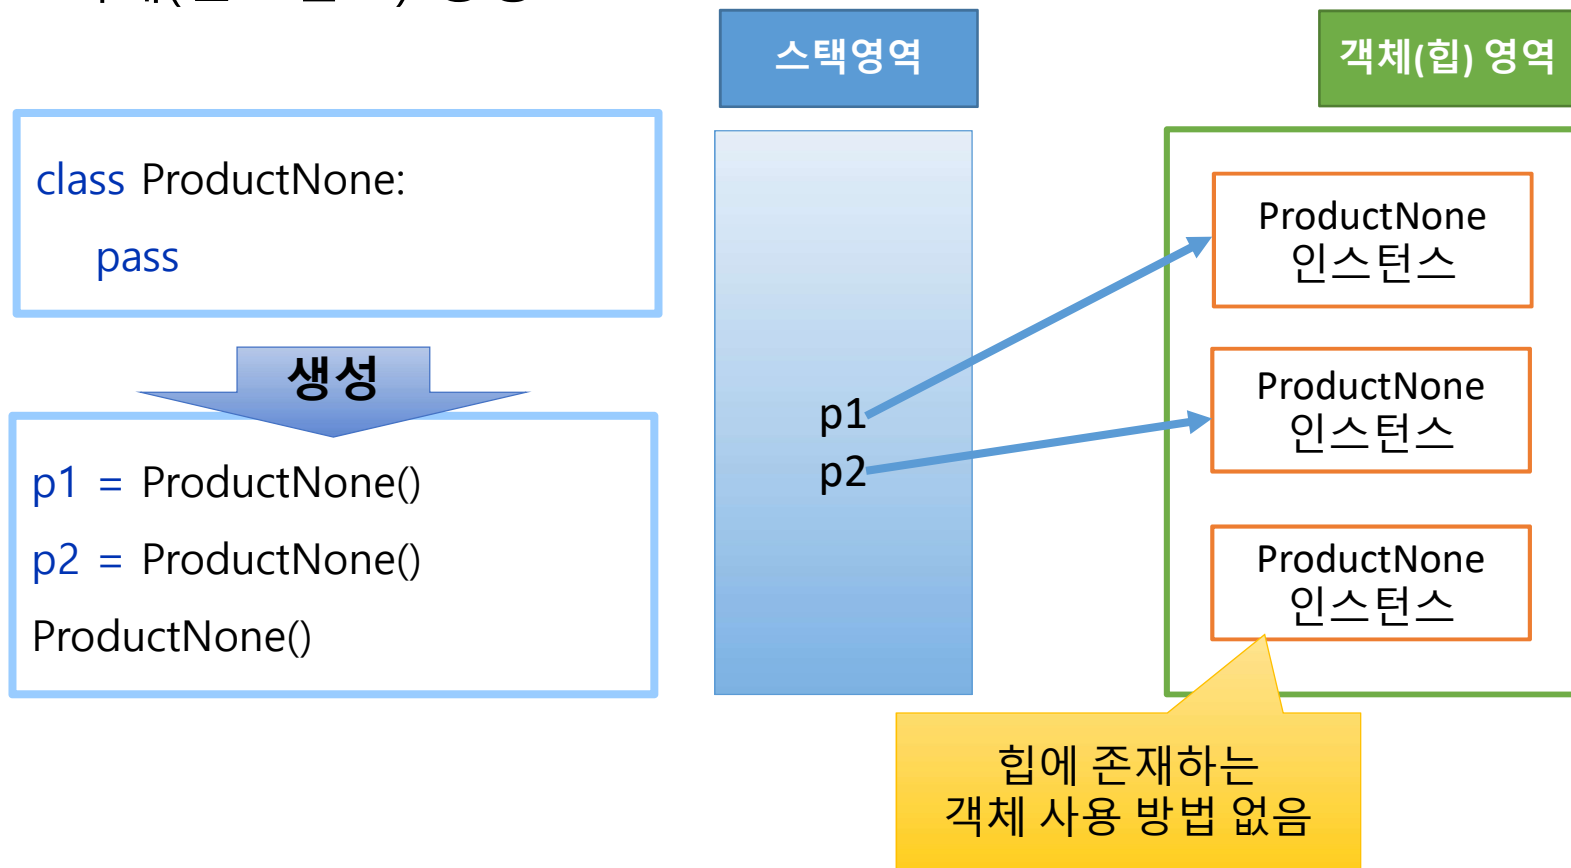 스택영역
객체(힙) 영역
class ProductNone:
pass
생성
p1 = ProductNone()
p2 = ProductNone()
ProductNone()
p1
p2
ProductNone
인스턴스
ProductNone
인스턴스
ProductNone
인스턴스
힙에 존재하는
객체 사용 방법 없음